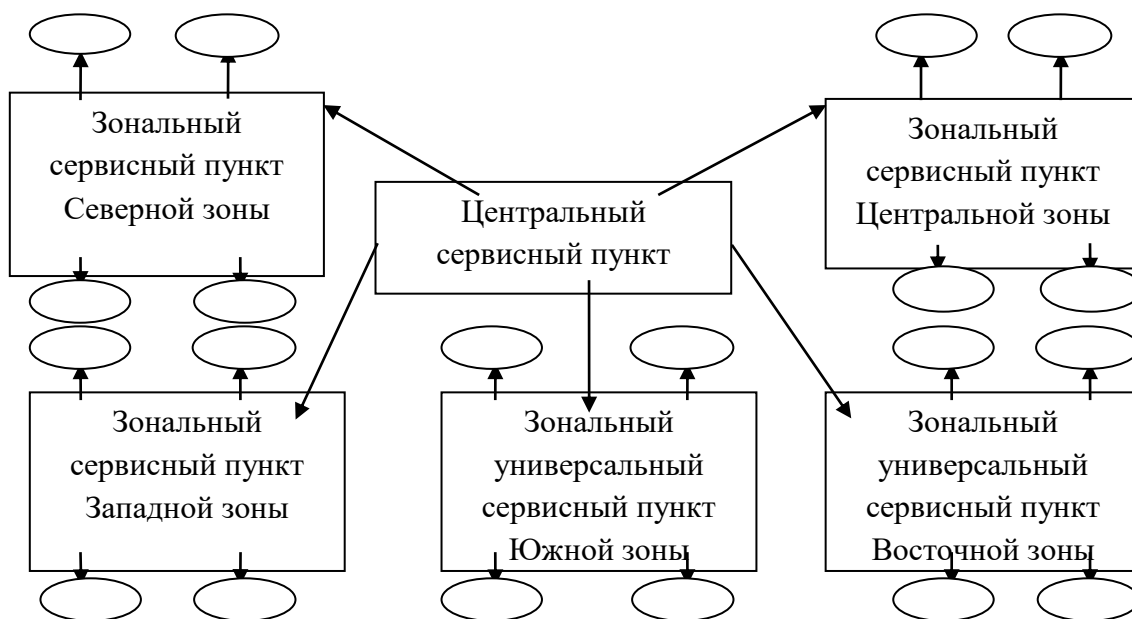 Зональный
сервисный пункт
Северной зоны
Центральный
сервисный пункт
Зональный
сервисный пункт
Центральной зоны
Зональный
сервисный пункт
Западной зоны
Зональный
универсальный
сервисный пункт
Южной зоны
Зональный
универсальный
сервисный пункт
Восточной зоны